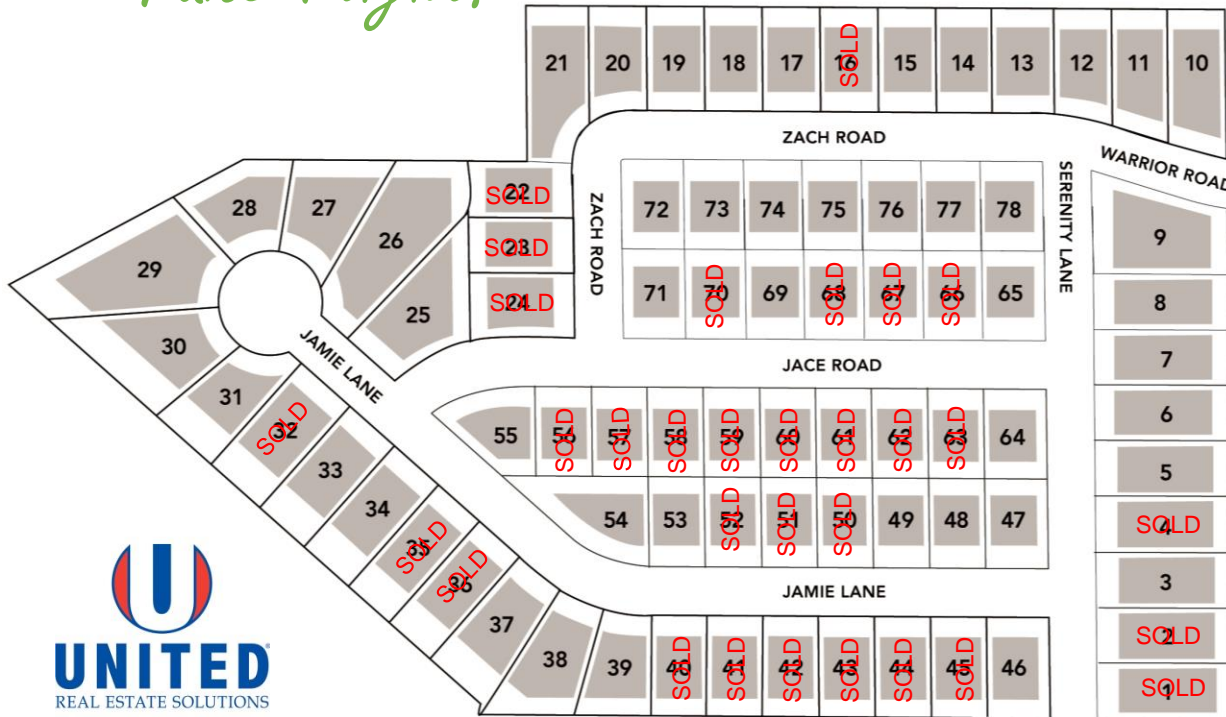 21 20 19 18 17 16 SOLD 15 14 13 12 11 10
ZACH ROAD
WARRIOR ROAD
SERENITY LANE
ZACH ROAD
28 27 26 22 SOLD
72 73 74 75 76 77 78
9
29 25 23 SOLD
71 70 SOLD 69 68 SOLD 67 SOLD 66 SOLD 65
8
24 SOLD
30
JAMIE LANE
JACE ROAD
7
31
32 SOLD
55 56 SOLD 57 SOLD 58 SOLD 59 SOLD 60 SOLD 61 SOLD 62 SOLD 63 SOLD 64
6
33
5
34
54 53 52 SOLD 51 SOLD 50 SOLD 49 48 47
4 SOLD
35 SOLD
36 SOLD
JAMIE LANE
3
37
38 39 40 SOLD 41 SOLD 42 SOLD 43 SOLD 44 SOLD 45 SOLD 46
2 SOLD
1 SOLD
U
UNITED
REAL ESTATE SOLUTIONS